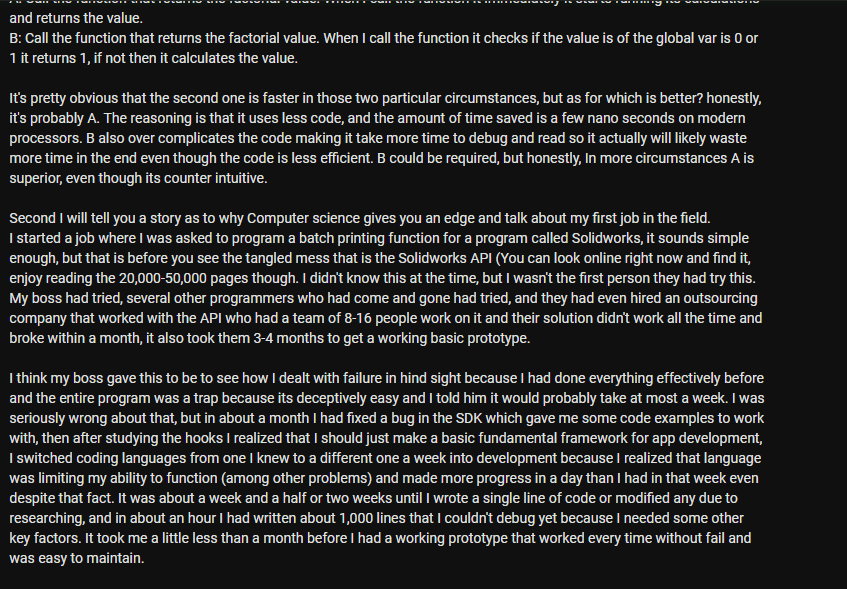 and returns the value.
B: Call the function that returns the factorial value. When I call the function it checks if the value is of the global var is 0 or
1 it returns 1, if not then it calculates the value.
It's pretty obvious that the second one is faster in those two particular circumstances, but as for which is better? honestly,
it's probably A. The reasoning is that it uses less code, and the amount of time saved is a few nano seconds on modern
processors. B also over complicates the code making it take more time to debug and read so it actually will likely waste
more time in the end even though the code is less efficient. B could be required, but honestly, In more circumstances A is
superior, even though its counter intuitive.
Second I will tell you a story as to why Computer science gives you an edge and talk about my first job in the field.
I started a job where I was asked to program a batch printing function for a program called Solidworks, it sounds simple
enough, but that is before you see the tangled mess that is the Solidworks API (You can look online right now and find it,
enjoy reading the 20,000-50,000 pages though. I didn't know this at the time, but I wasn't the first person they had try this.
My boss had tried, several other programmers who had come and gone had tried, and they had even hired an outsourcing
company that worked with the API who had a team of 8-16 people work on it and their solution didn't work all the time and
broke within a month, it also took them 3-4 months to get a working basic prototype.
I think my boss gave this to be to see how I dealt with failure in hind sight because I had done everything effectively before
and the entire program was a trap because its deceptively easy and I told him it would probably take at most a week. I was
seriously wrong about that, but in about a month I had fixed a bug in the SDK which gave me some code examples to work
with, then after studying the hooks I realized that I should just make a basic fundamental framework for app development,
I switched coding languages from one I knew to a different one a week into development because I realized that language
was limiting my ability to function (among other problems) and made more progress in a day than I had in that week even
despite that fact. It was about a week and a half or two weeks until I wrote a single line of code or modified any due to
researching, and in about an hour I had written about 1,000 lines that I couldn't debug yet because I needed some other
key factors. It took me a little less than a month before I had a working prototype that worked every time without fail and
was easy to maintain.